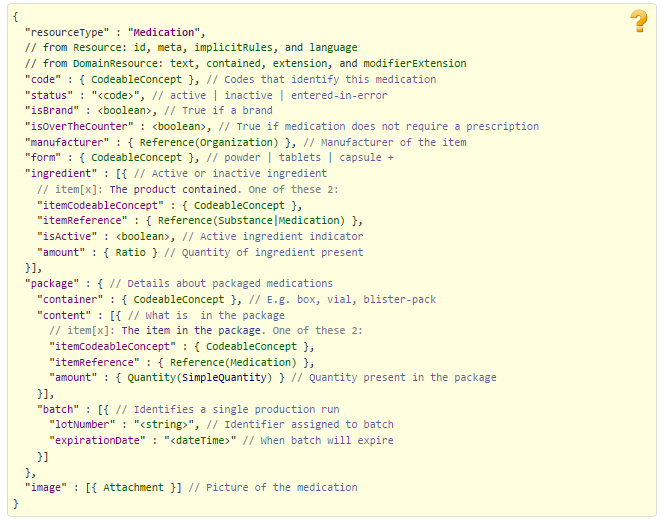 {
"resourceType" : "Medication",
// from Resource: id, meta, implicitRules, and language
// from DomainResource: text, contained, extension, and modifierExtension
"code" : { CodeableConcept }, // Codes that identify this medication
"status" : "<code>", // active | inactive | entered-in-error
"isBrand" : <boolean>, // True if a brand
"isOverTheCounter" : <boolean>, // True if medication does not require a prescription
"manufacturer" : { Reference(Organization) }, // Manufacturer of the item
"form" : { CodeableConcept }, // powder | tablets | capsule +
"ingredient" : [{ // Active or inactive ingredient
// item[x]: The product contained. One of these 2:
"itemCodeableConcept" : { CodeableConcept },
"itemReference" : { Reference(Substance|Medication) },
"isActive" : <boolean>, // Active ingredient indicator
"amount" : { Ratio } // Quantity of ingredient present
}],
"package" : { // Details about packaged medications
"container" : { CodeableConcept }, // E.g. box, vial, blister-pack
"content" : [{ // What is  in the package
// item[x]: The item in the package. One of these 2:
"itemCodeableConcept" : { CodeableConcept },
"itemReference" : { Reference(Medication) },
"amount" : { Quantity(SimpleQuantity) } // Quantity present in the package
}],
"batch" : [{ // Identifies a single production run
"lotNumber" : "<string>", // Identifier assigned to batch
"expirationDate" : "<dateTime>" // When batch will expire
}]
},
"image" : [{ Attachment }] // Picture of the medication
}